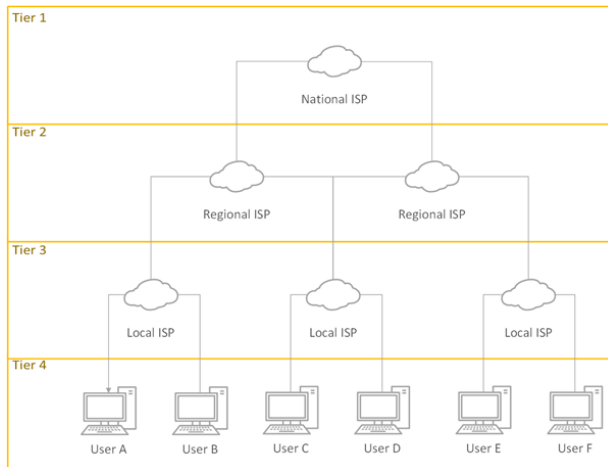 Tier 1
National ISP
Tier 2
Regional ISP
Regional ISP
Tier 3
Local ISP
Local ISP
Local ISP
Tier 4
User A
User B
User C
User D
User E
User F